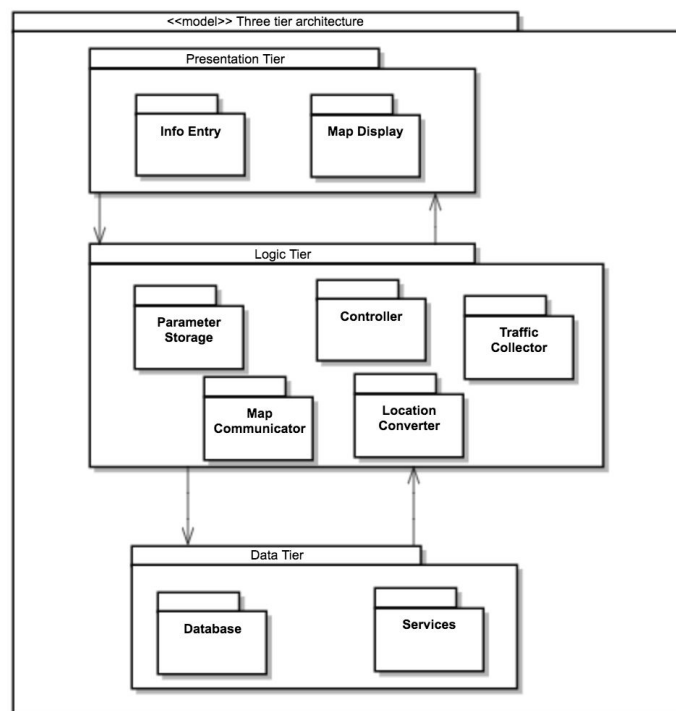 <<model>> Three tier architecture
Presentation Tier
Info Entry
Map Display
Logic Tier
Parameter
Storage
Controller
Traffic
Collector
Map
Communicator
Location
Converter
Data Tier
Database
Services